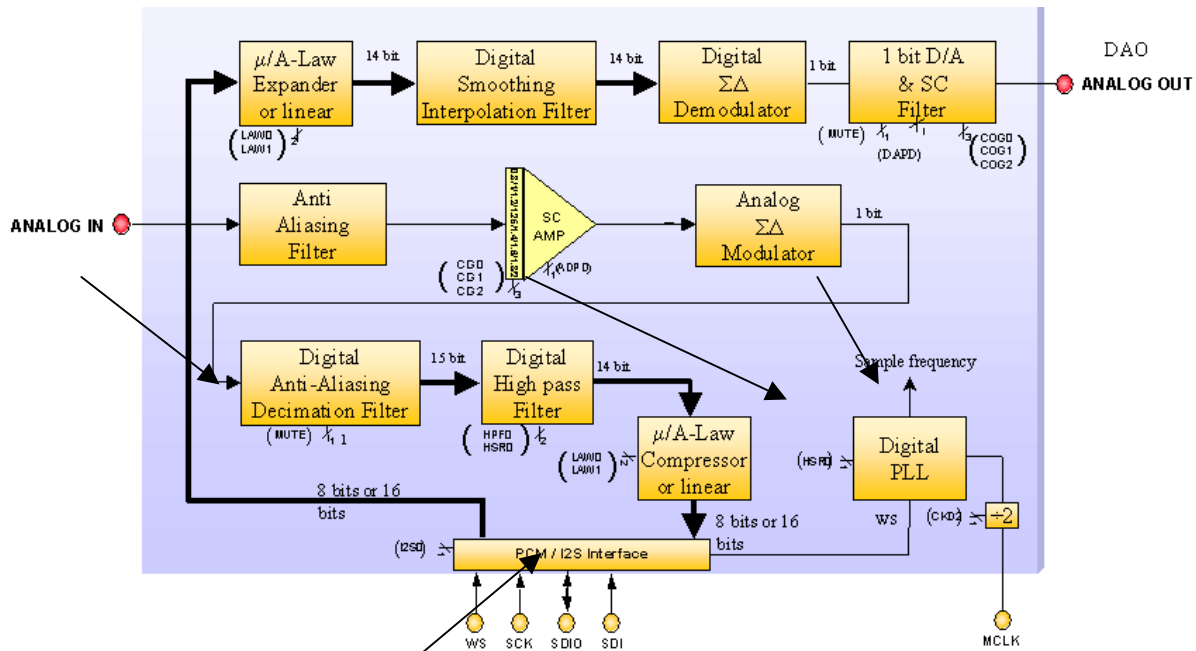 μ/A-Law
Expander
or linear
14 bit
Digital
Smoothing
Interpolation Filter
14 bit
Digital
ΣΔ
Demodulator
1 bit
1 bit D/A
& SC
Filter
DAO
ANALOG OUT
(LAW0
LAW1) 2
(MUTE) 1
1
(DAPD)
3 (COG0
COG1
COG2)
ANALOG IN
Anti
Aliasing
Filter
SC
AMP
(CG0
CG1
CG2) 3
1 (ADPD)
Analog
ΣΔ
Modulator
1 bit
Digital
Anti-Aliasing
Decimation Filter
15 bit
Digital
High pass
Filter
14 bit
(MUTE) 1 1
(HPF0
HSR0) 2
(LAW0
LAW1) 2
μ/A-Law
Compressor
or linear
Sample frequency
(HSR0)
Digital
PLL
8 bits or 16
bits
8 bits or 16
bits
WS
(CKD2)
÷2
(I2S0)
PCM / I2S Interface
WS
SCK
SDIO
SDI
MCLK